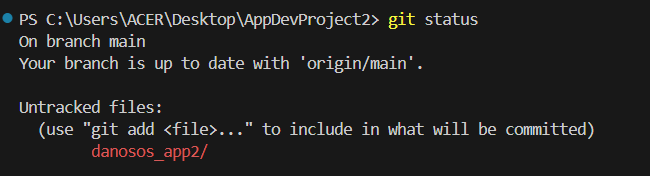 PS C:\Users\ACER\Desktop\AppDevProject2> git status
On branch main
Your branch is up to date with 'origin/main'.
Untracked files:
(use "git add <file>..." to include in what will be committed)
danosos_app2/